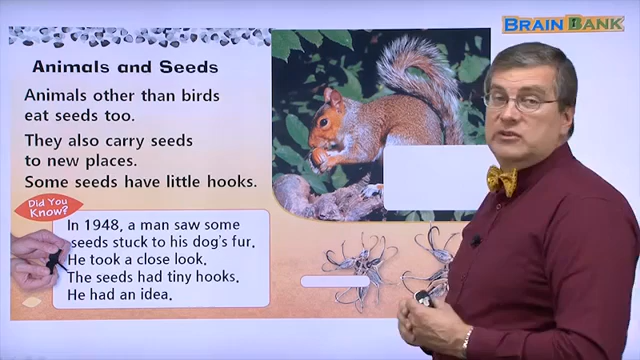 BRAIN BANK
Animals and Seeds
Animals other than birds
eat seeds too.
They also carry seeds
to new places.
Some seeds have little hooks.
Did You
Know?
In 1948, a man saw some
seeds stuck to his dog's fur.
He took a close look.
The seeds had tiny hooks.
He had an idea.